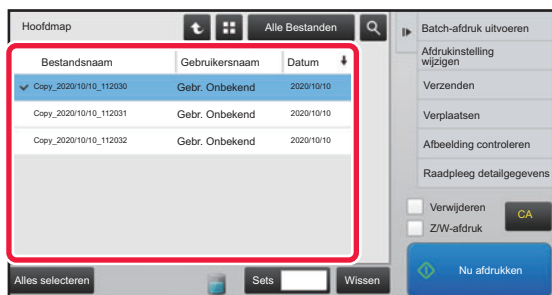 Hoofdmap
Alle Bestanden
Bestandsnaam Gebruikersnaam Datum
Copy_2020/10/10_112030 Gebr. Onbekend 2020/10/10
Copy_2020/10/10_112031 Gebr. Onbekend 2020/10/10
Copy_2020/10/10_112032 Gebr. Onbekend 2020/10/10
Alles selecteren
Sets
Wissen
Batch-afdruk uitvoeren
Afdrukinstelling
wijzigen
Verzenden
Verplaatsen
Afbeelding controleren
Raadpleeg detailgegevens
Verwijderen
Z/W-afdruk
CA
Nu afdrukken